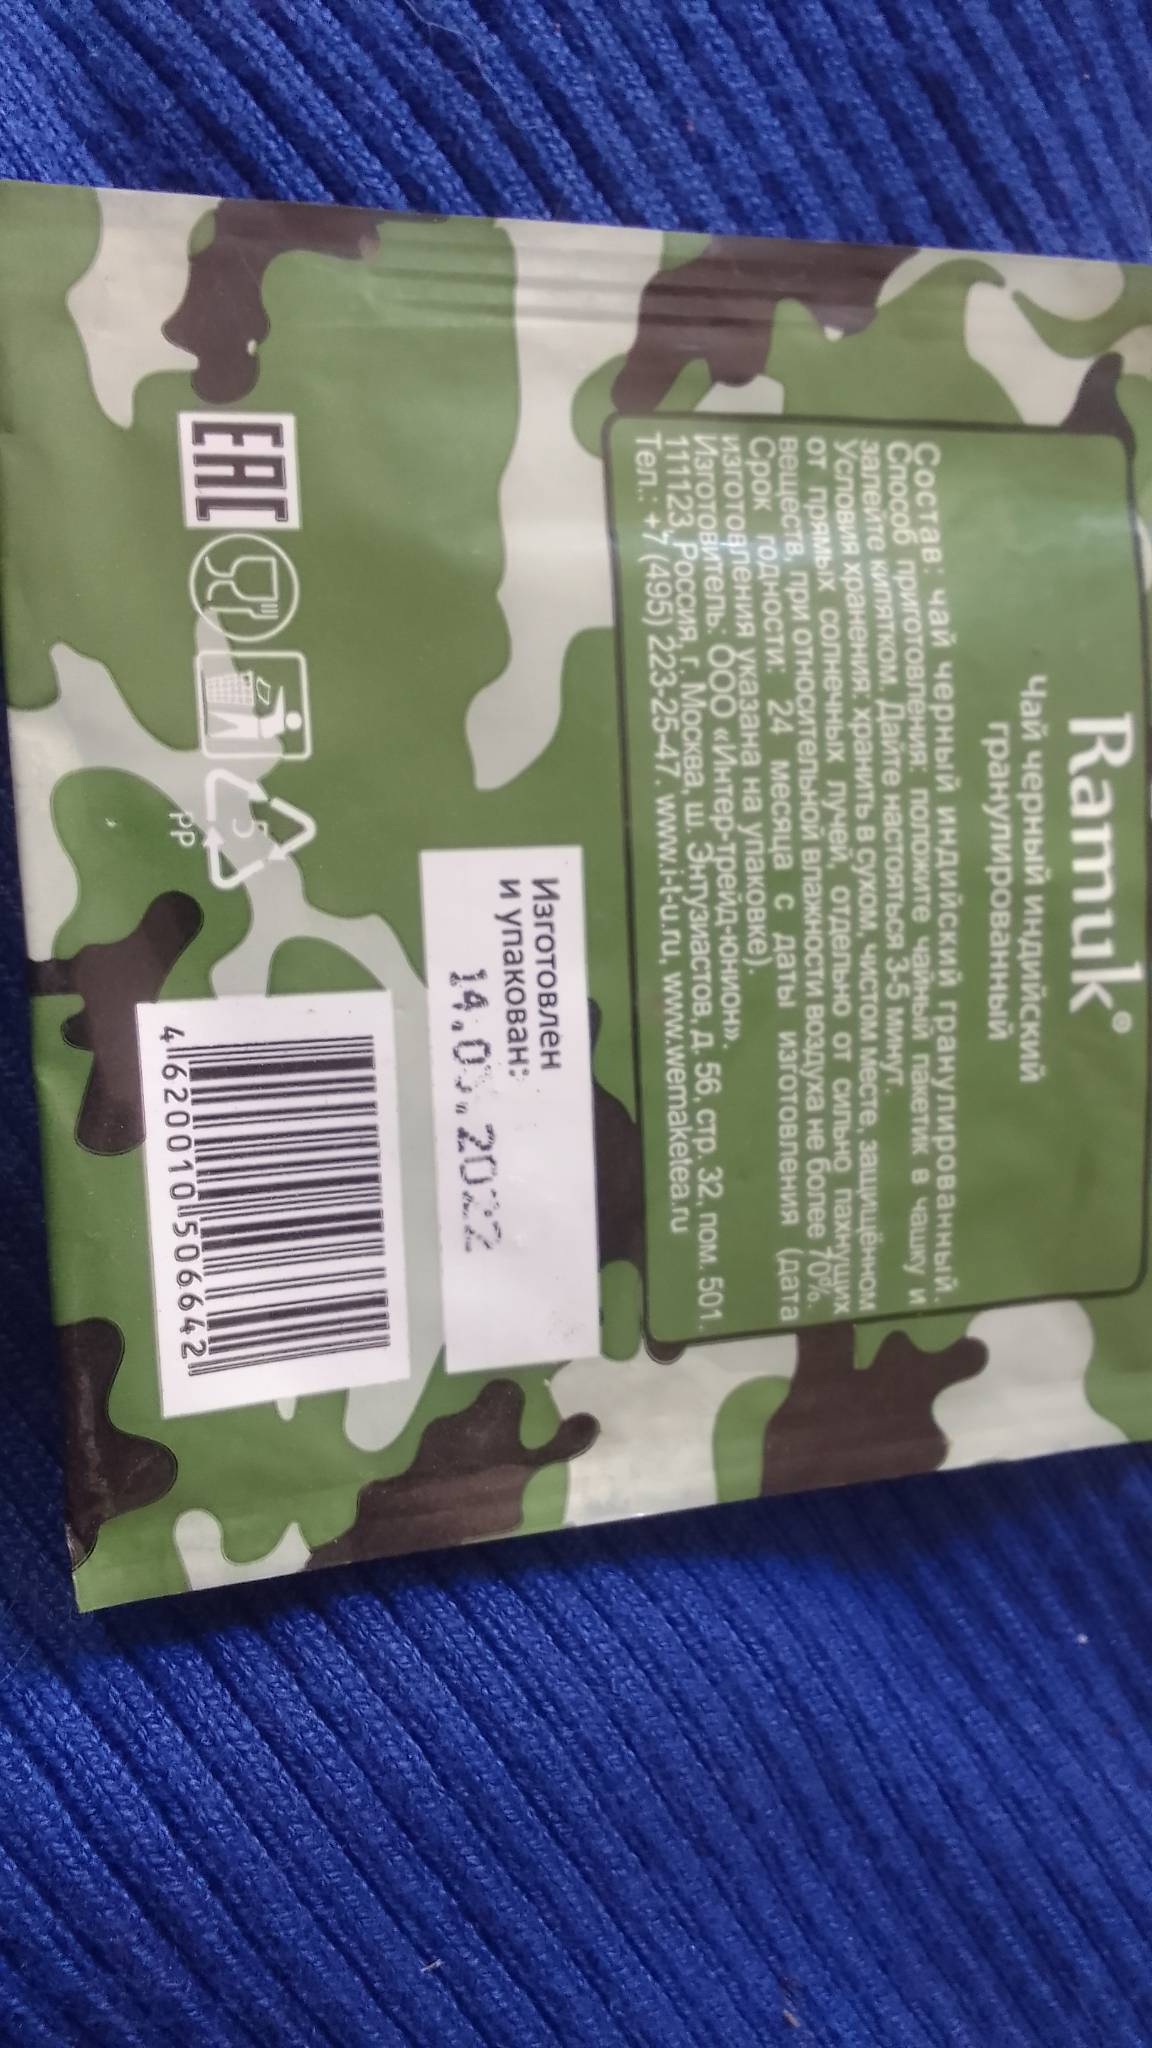 Ramuk®
Чай черный индийский
гранулированный
Состав: чай черный индийский гранулированный.
Способ приготовления: положите чайный пакетик в чашку и
залейте кипятком. Дайте настояться 3-5 минут.
Условия хранения: хранить в сухом, чистом месте, защищённом
от прямых солнечных лучей, отдельно от сильно пахнущих
веществ, при относительной влажности воздуха не более 70%.
Срок годности: 24 месяца с даты изготовления (дата
изготовления указана на упаковке).
Изготовитель: ООО «Интер-трейд-юнион».
111123, Россия, г. Москва, ш. Энтузиастов, д. 56, стр. 32, пом. 501.
Тел.: +7 (495) 223-25-47. www.i-t-u.ru, www.wemaketea.ru
Изготовлен
и упакован:
EAC
5
PP
4 620010 506642